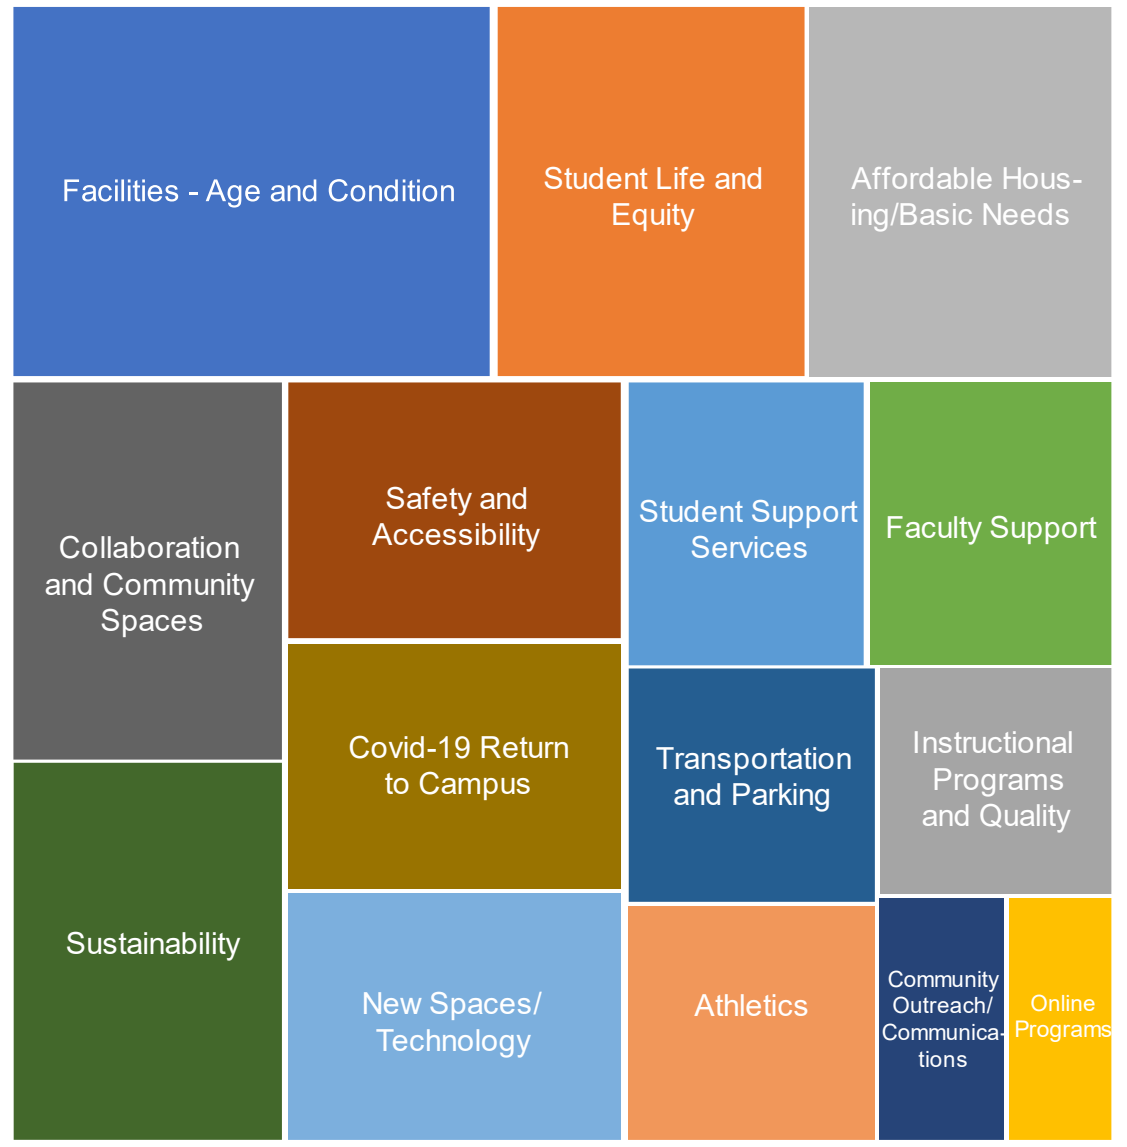 Facilities - Age and Condition
Student Life and
Equity
Affordable Hous-
ing/Basic Needs
Collaboration
and Community
Spaces
Safety and
Accessibility
Student Support
Services
Faculty Support
Covid-19 Return
to Campus
Transportation
and Parking
Instructional
Programs
and Quality
Sustainability
New Spaces/
Technology
Athletics
Community
Outreach/
Communica-
tions
Online
Programs